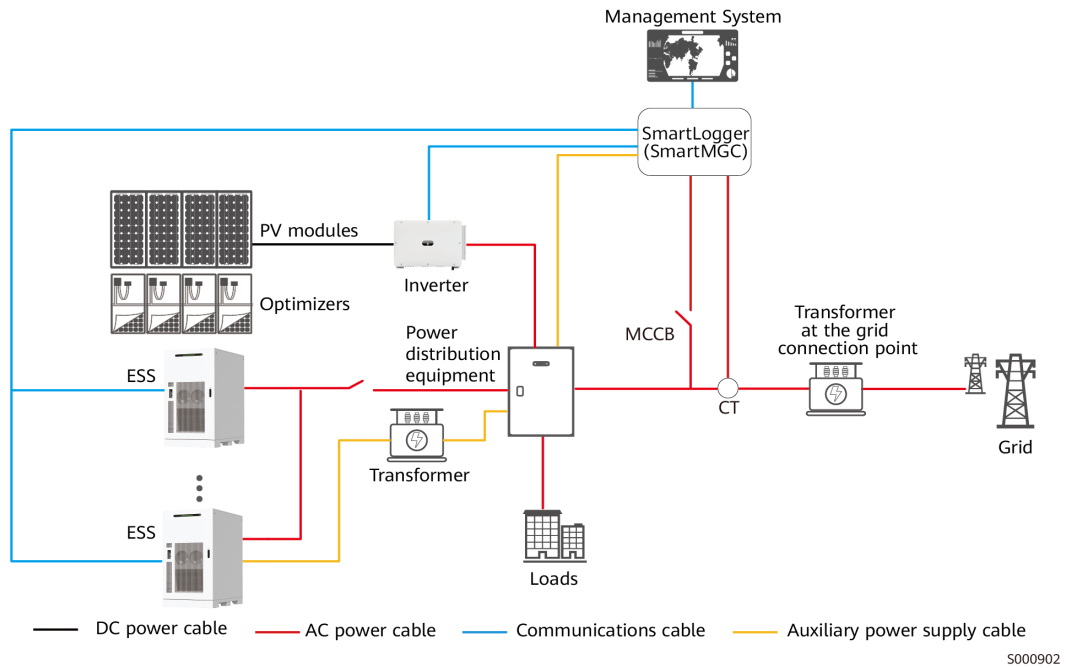 Management System
SmartLogger
(SmartMGC)
PV modules
Inverter
Optimizers
Power
distribution
equipment
MCCB
Transformer
at the grid
connection point
ESS
CT
Transformer
Grid
ESS
Loads
DC power cable
AC power cable
Communications cable
Auxiliary power supply cable
S000902